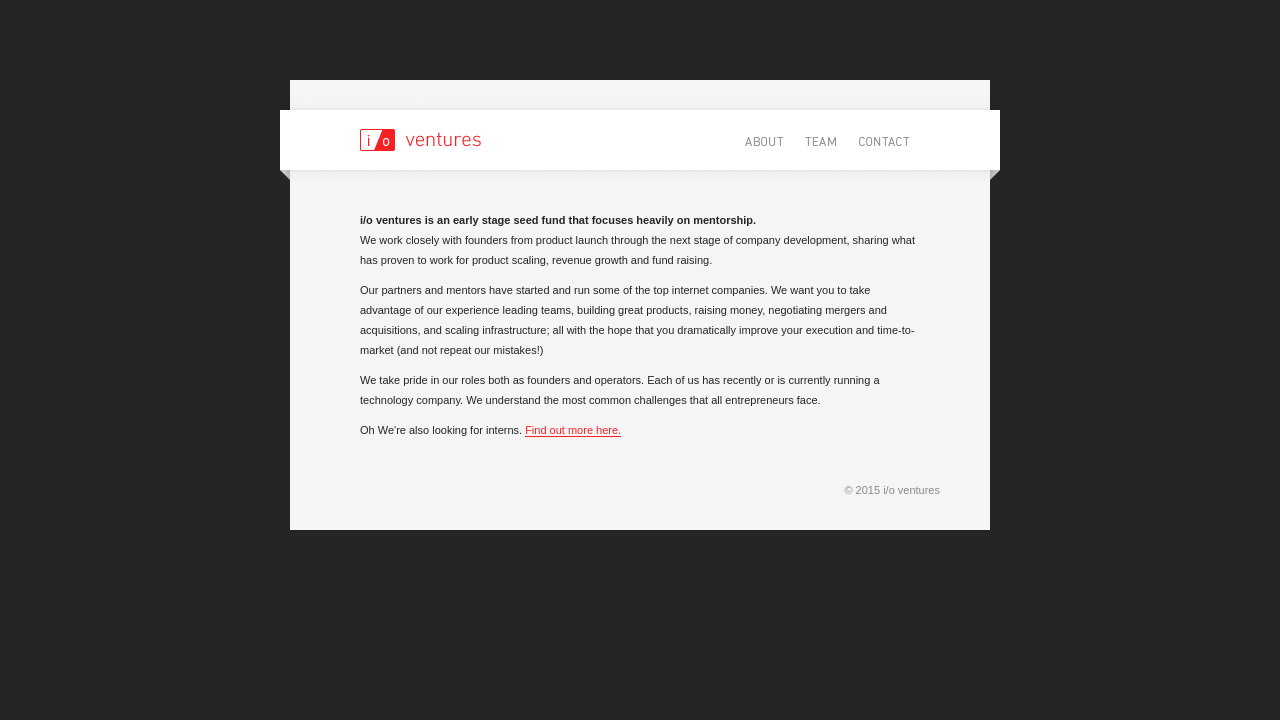 i/o ventures
ABOUT TEAM CONTACT
i/o ventures is an early stage seed fund that focuses heavily on mentorship.
We work closely with founders from product launch through the next stage of company development, sharing what
has proven to work for product scaling, revenue growth and fund raising.
Our partners and mentors have started and run some of the top internet companies. We want you to take
advantage of our experience leading teams, building great products, raising money, negotiating mergers and
acquisitions, and scaling infrastructure; all with the hope that you dramatically improve your execution and time-to-
market (and not repeat our mistakes!)
We take pride in our roles both as founders and operators. Each of us has recently or is currently running a
technology company. We understand the most common challenges that all entrepreneurs face.
Oh We're also looking for interns. Find out more here.
© 2015 i/o ventures